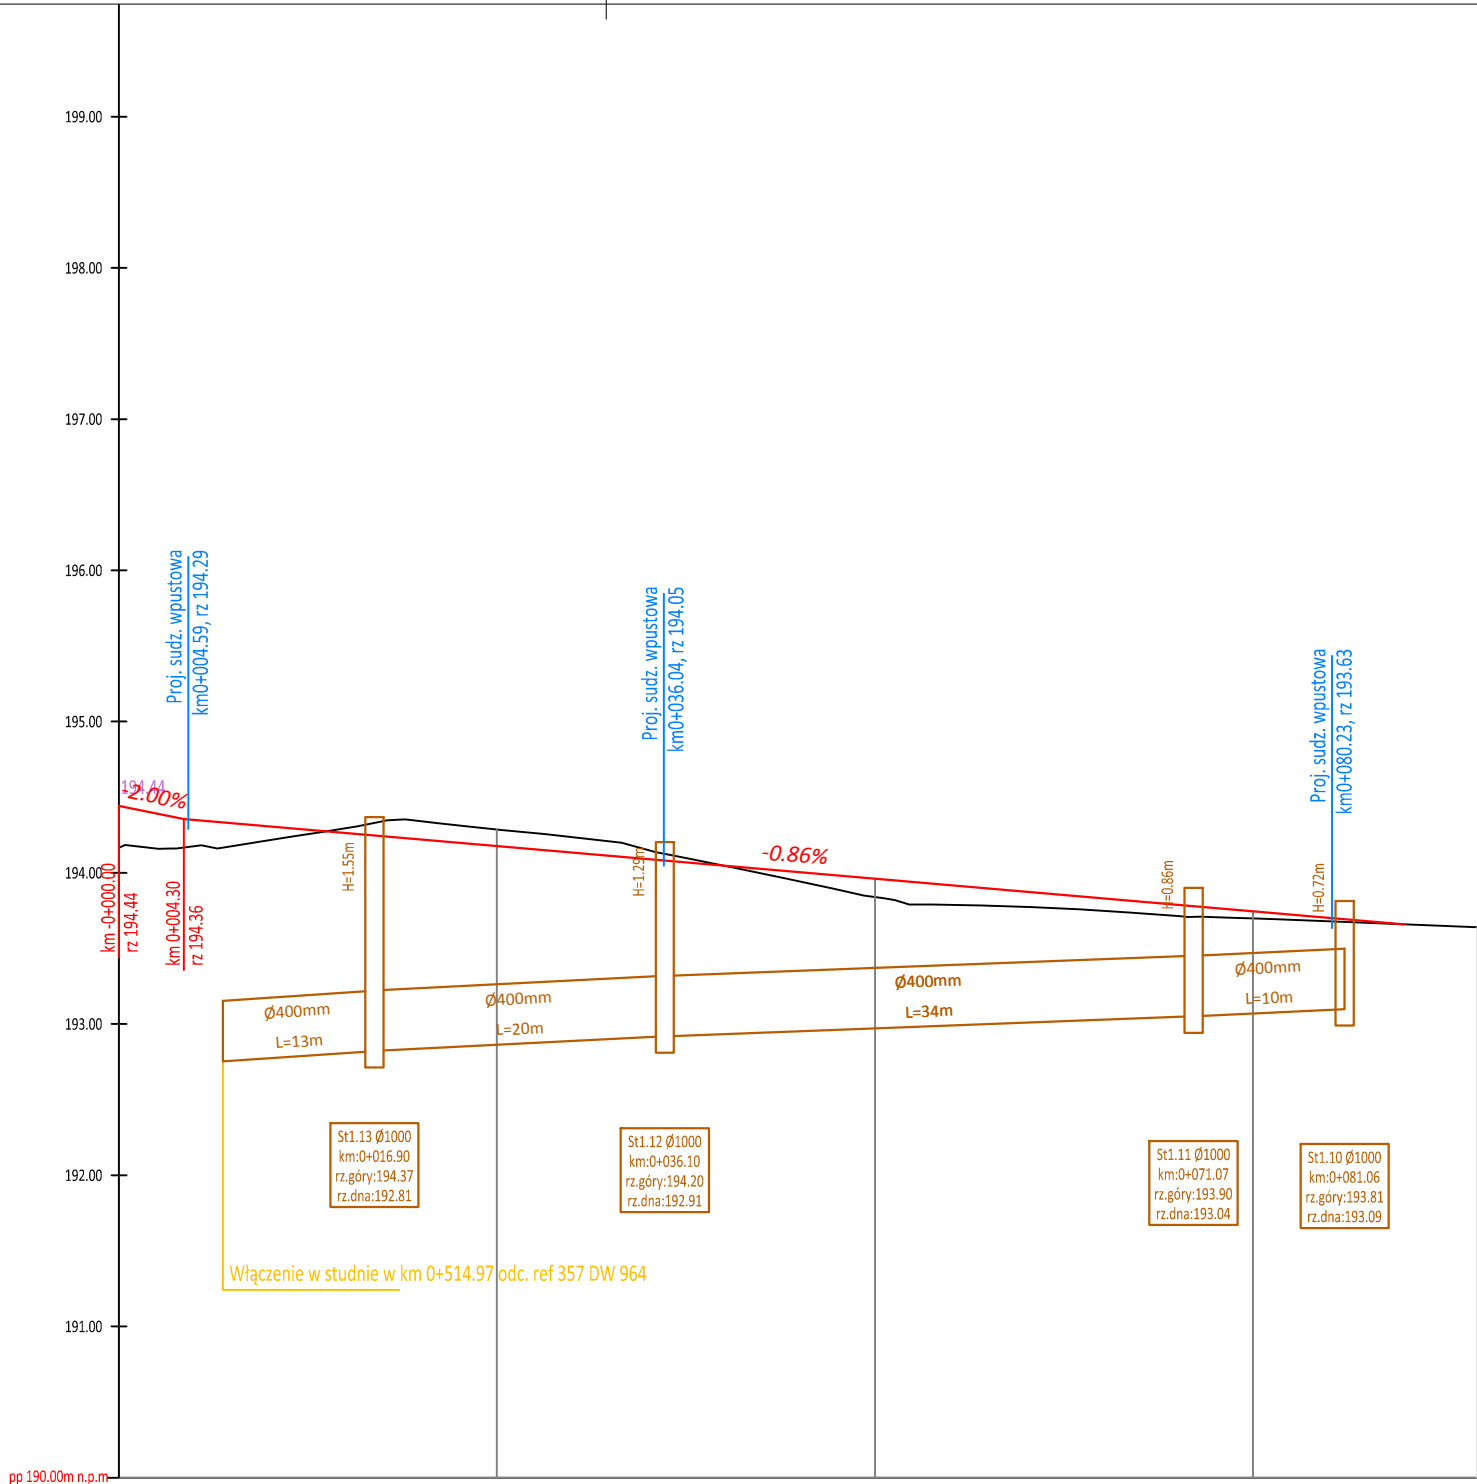 199.00
198.00
197.00
196.00
195.00
194.00
193.00
192.00
191.00
pp 190.00m n.p.m
194.44
-2.00%
km -0+000.00
rz 194.44
km 0+004.30
rz 194.36
Proj. sudz. wpustowa
km0+004.59, rz 194.29
H=1.55m
Proj. sudz. wpustowa
km0+036.04, rz 194.05
H=1.29m
-0.86%
H=0.86m
Proj. sudz. wpustowa
km0+080.23, rz 193.63
H=0.72m
Ø400mm
L=13m
Ø400mm
L=20m
Ø400mm
L=34m
Ø400mm
L=10m
St1.13 Ø1000
km:0+016.90
rz.góry:194.37
rz.dna:192.81
St1.12 Ø1000
km:0+036.10
rz.góry:194.20
rz.dna:192.91
St1.11 Ø1000
km:0+071.07
rz.góry:193.90
rz.dna:193.04
St1.10 Ø1000
km:0+081.06
rz.góry:193.81
rz.dna:193.09
Włączenie w studnie w km 0+514.97 odc. ref 357 DW 964